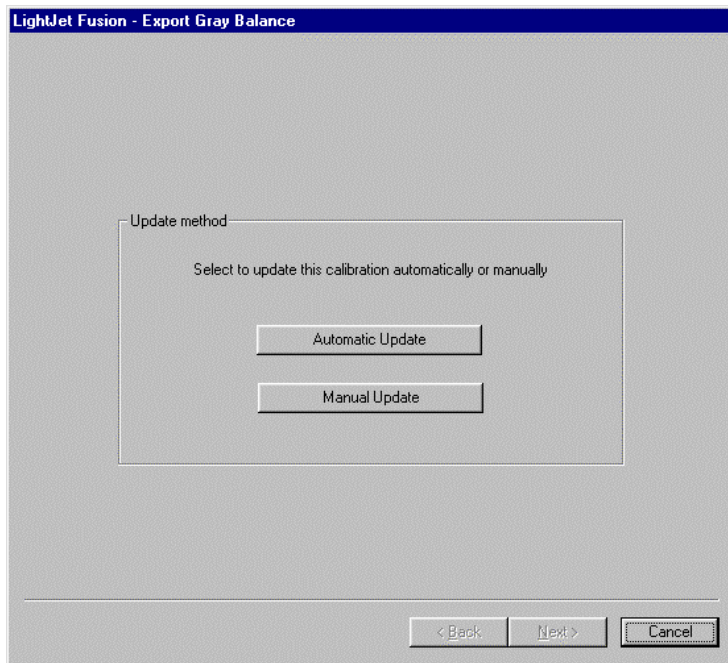 LightJet Fusion - Export Gray Balance
Update method
Select to update this calibration automatically or manually
Automatic Update
Manual Update
< Back Next > Cancel